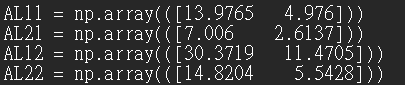 AL11 = np.array(([13.9765   4.976]))
AL21 = np.array(([7.006    2.6137]))
AL12 = np.array(([30.3719   11.4705]))
AL22 = np.array(([14.8204    5.5428]))